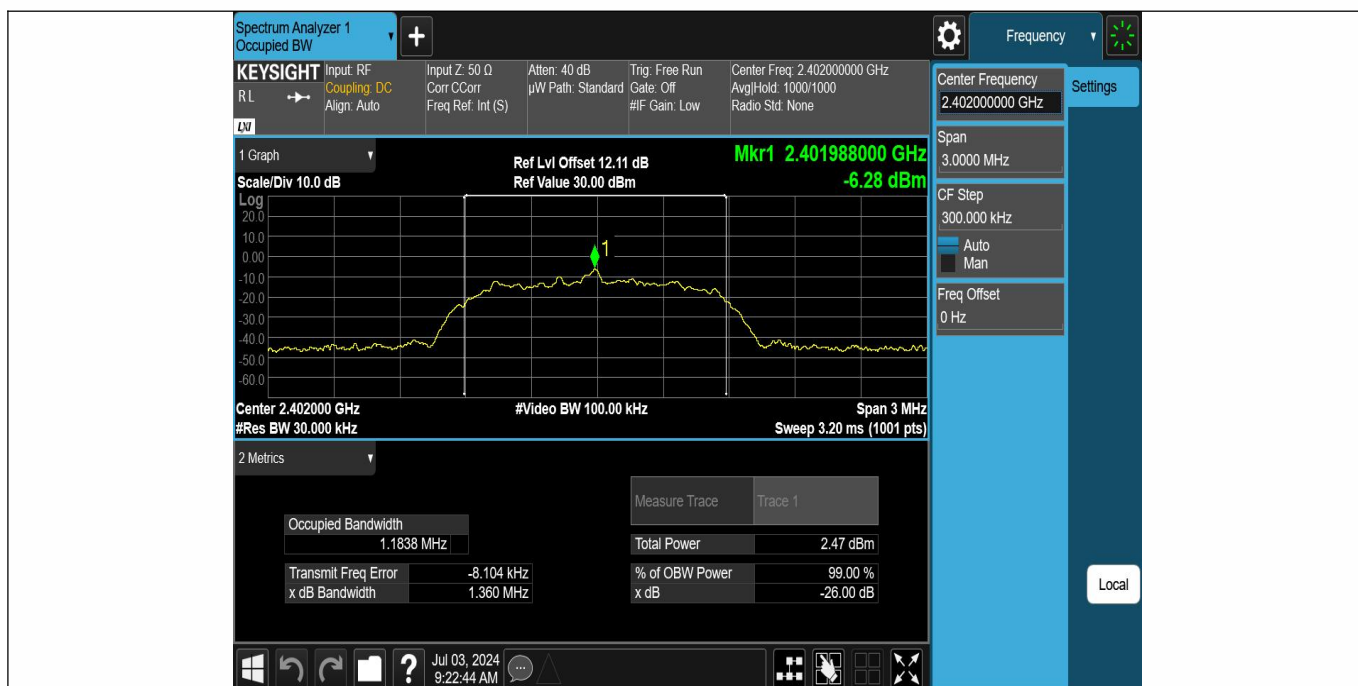 Spectrum Analyzer 1
Occupied BW
+
Frequency
KEYSIGHT
R L
LXI
Input: RF
Coupling: DC
Align: Auto
Input Z: 50 Ω
Corr CCorr
Freq Ref: Int (S)
Atten: 40 dB
µW Path: Standard
Trig: Free Run
Gate: Off
#IF Gain: Low
Center Freq: 2.402000000 GHz
Avg|Hold: 1000/1000
Radio Std: None
Center Frequency
2.402000000 GHz
Settings
Span
3.0000 MHz
CF Step
300.000 kHz
Auto
Man
Freq Offset
0 Hz
Local
1 Graph
Ref Lvl Offset 12.11 dB
Mkr1 2.401988000 GHz
Scale/Div 10.0 dB
Ref Value 30.00 dBm
-6.28 dBm
Log
20.0
10.0
0.00
-10.0
-20.0
-30.0
-40.0
-50.0
-60.0
1
Center 2.402000 GHz
#Video BW 100.00 kHz
Span 3 MHz
#Res BW 30.000 kHz
Sweep 3.20 ms (1001 pts)
2 Metrics
Measure Trace
Trace 1
Occupied Bandwidth
1.1838 MHz
Total Power
2.47 dBm
Transmit Freq Error
-8.104 kHz
% of OBW Power
99.00 %
x dB Bandwidth
1.360 MHz
x dB
-26.00 dB
?
Jul 03, 2024
9:22:44 AM